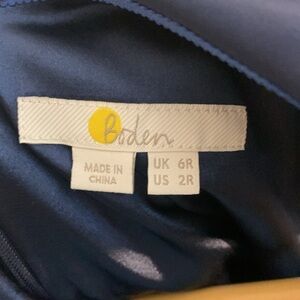 Boden
MADE IN
CHINA
UK 6R
US 2R